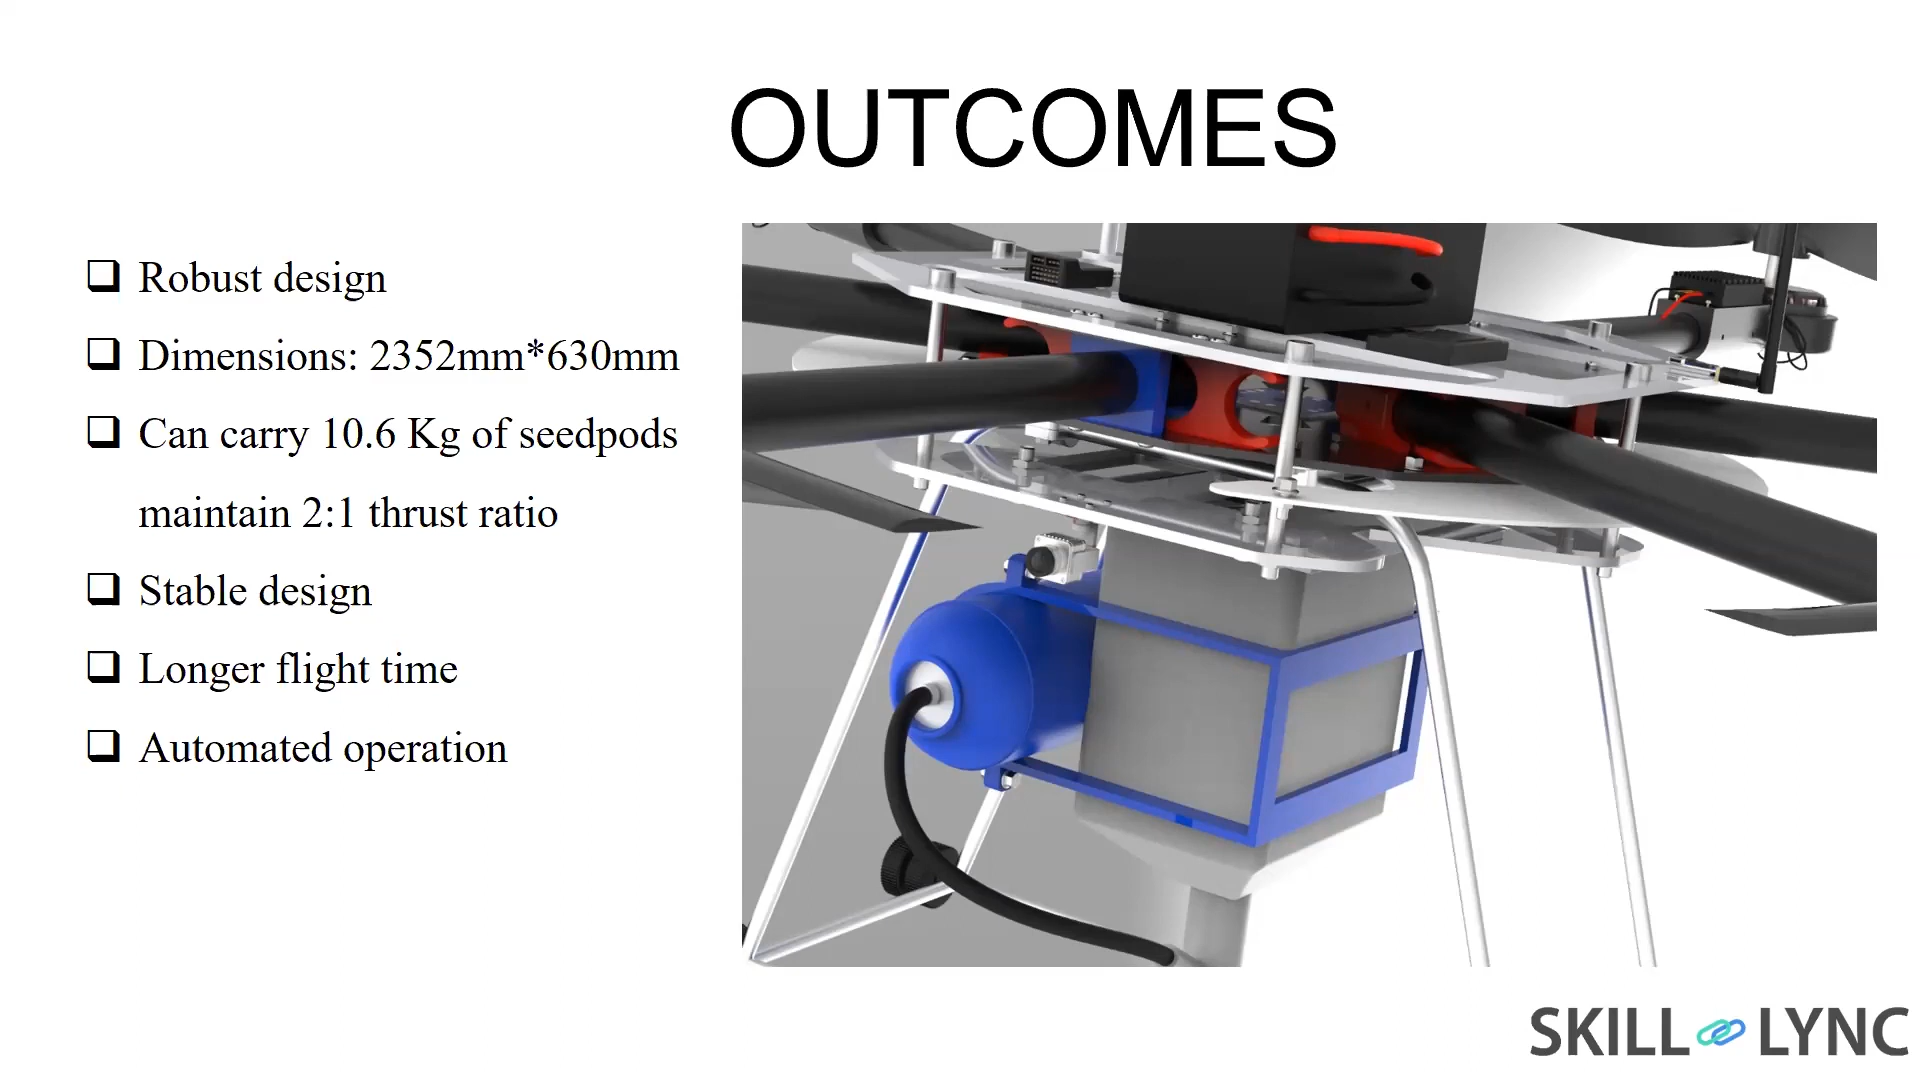 OUTCOMES
❑ Robust design
❑ Dimensions: 2352mm*630mm
❑ Can carry 10.6 Kg of seedpods
maintain 2:1 thrust ratio
❑ Stable design
❑ Longer flight time
❑ Automated operation
SKILL LYNC